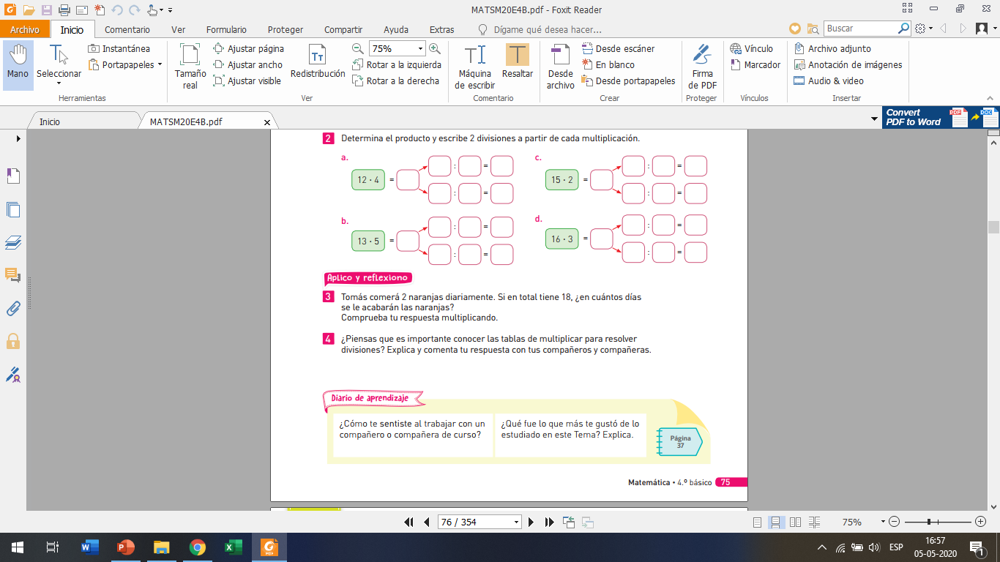 MATSM20E4B.pdf - Foxit Reader
Archivo Inicio Comentario Ver Formulario Proteger Compartir Ayuda Extras Dígame qué desea hacer... Buscar
Mano
Seleccionar
Instantánea
Portapapeles
Herramientas
Tamaño real
Ajustar página
Ajustar ancho
Ajustar visible
Redistribución
75%
Rotar a la izquierda
Rotar a la derecha
Ver
Máquina de escribir
Resaltar
Comentario
Desde archivo
Desde escáner
En blanco
Desde portapapeles
Crear
Firma de PDF
Proteger
Vínculo
Marcador
Vínculos
Archivo adjunto
Anotación de imágenes
Audio & video
Insertar
Inicio
MATSM20E4B.pdf
Convert
PDF to Word
PDF
DOC
2 Determina el producto y escribe 2 divisiones a partir de cada multiplicación.
a.
12 · 4 =
: =
: =
c.
15 · 2 =
: =
: =
b.
13 · 5 =
: =
: =
d.
16 · 3 =
: =
: =
Aplico y reflexiono
3 Tomás comerá 2 naranjas diariamente. Si en total tiene 18, ¿en cuántos días
se le acabarán las naranjas?
Comprueba tu respuesta multiplicando.
4 ¿Piensas que es importante conocer las tablas de multiplicar para resolver
divisiones? Explica y comenta tu respuesta con tus compañeros y compañeras.
Diario de aprendizaje
¿Cómo te sentiste al trabajar con un
compañero o compañera de curso?
¿Qué fue lo que más te gustó de lo
estudiado en este Tema? Explica.
Página
37
Matemática • 4.º básico 75
76 / 354
75%
ESP
16:57
05-05-2020
1